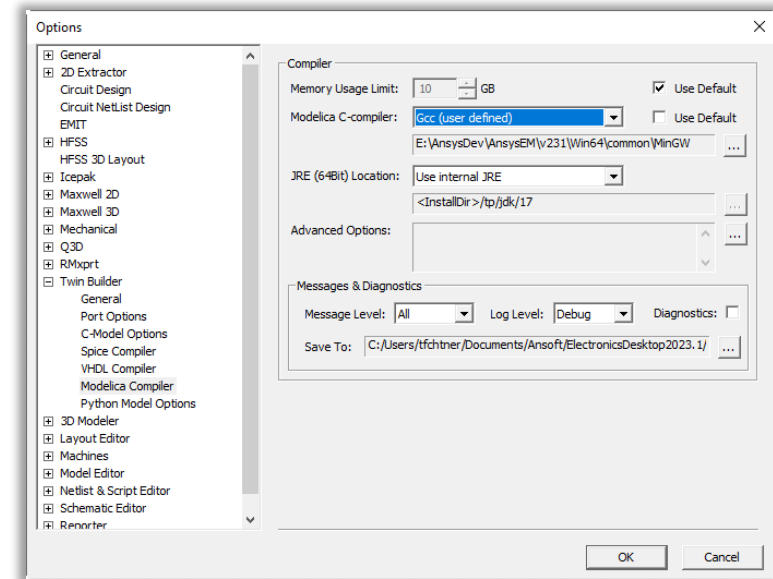 Options
General
2D Extractor
Circuit Design
Circuit NetList Design
EMIT
HFSS
HFSS 3D Layout
Icepak
Maxwell 2D
Maxwell 3D
Mechanical
Q3D
RMxprt
Twin Builder
General
Port Options
C-Model Options
Spice Compiler
VHDL Compiler
Modelica Compiler
Python Model Options
3D Modeler
Layout Editor
Machines
Model Editor
Netlist & Script Editor
Schematic Editor
Reporter
Compiler
Memory Usage Limit: 10 GB Use Default
Modelica C-compiler: Gcc (user defined) Use Default
E:\AnsysDev\AnsysEM\v231\Win64\common\MinGW ...
JRE (64Bit) Location: Use internal JRE
<InstallDir>/tp/jdk/17 ...
Advanced Options: ...
Messages & Diagnostics
Message Level: All Log Level: Debug Diagnostics:
Save To: C:/Users/tfchtner/Documents/Ansoft/ElectronicsDesktop2023.1/ ...
OK Cancel